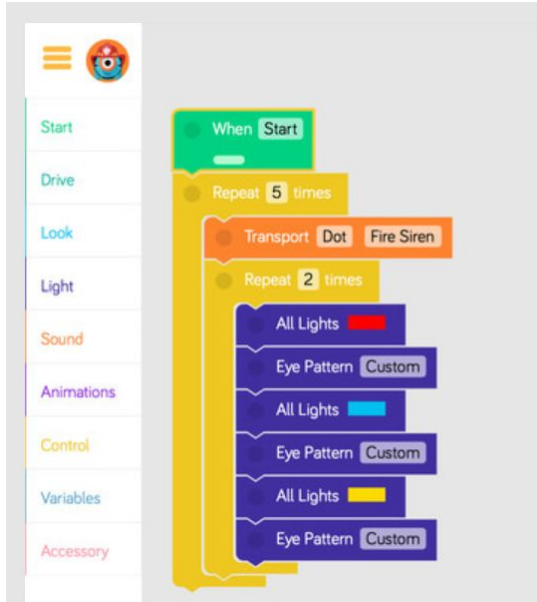 Start
Drive
Look
Light
Sound
Animations
Control
Variables
Accessory
When Start
Repeat 5 times
Transport Dot Fire Siren
Repeat 2 times
All Lights
Eye Pattern Custom
All Lights
Eye Pattern Custom
All Lights
Eye Pattern Custom